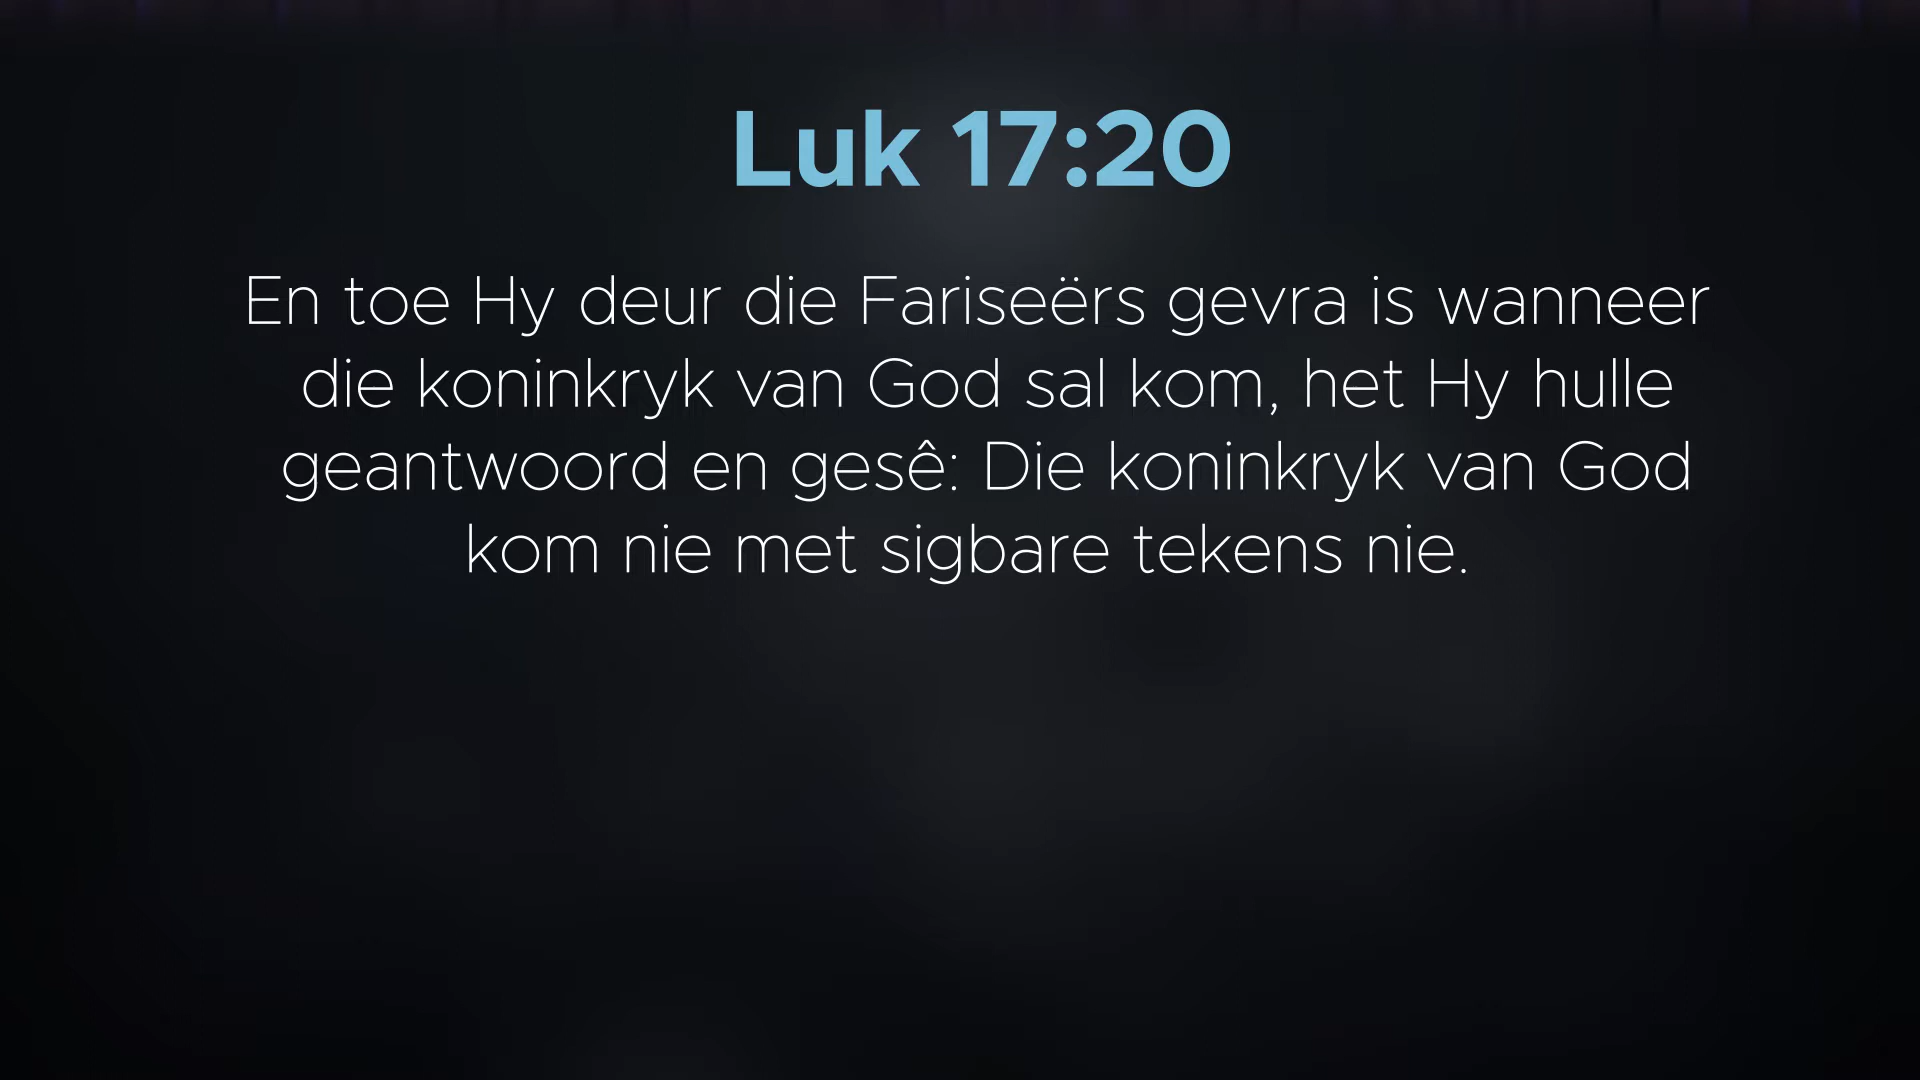 Luk 17:20
En toe Hy deur die Fariseërs gevra is wanneer
die koninkryk van God sal kom, het Hy hulle
geantwoord en gesê: Die koninkryk van God
kom nie met sigbare tekens nie.